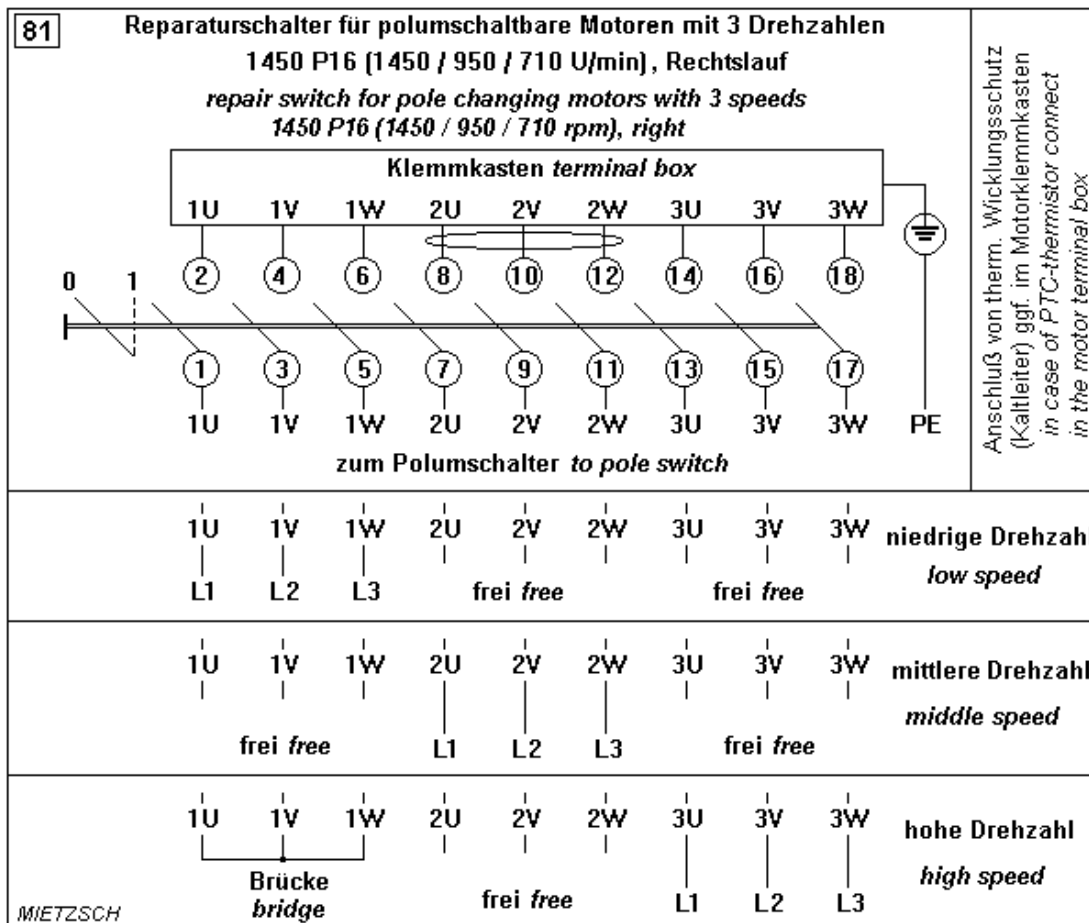 81
Reparaturschalter für polumschaltbare Motoren mit 3 Drehzahlen
1450 P16 (1450 / 950 / 710 U/min), Rechtslauf
repair switch for pole changing motors with 3 speeds
1450 P16 (1450 / 950 / 710 rpm), right
Klemmkasten terminal box
1U 1V 1W 2U 2V 2W 3U 3V 3W
2 4 6 8 10 12 14 16 18
0 1
1 3 5 7 9 11 13 15 17
1U 1V 1W 2U 2V 2W 3U 3V 3W PE
zum Polumschalter to pole switch
Anschluß von therm. Wicklungsschutz
(Kaltleiter) ggf. im Motorklemmkasten
in case of PTC-thermistor connect
in the motor terminal box
1U 1V 1W 2U 2V 2W 3U 3V 3W
niedrige Drehzahl
low speed
L1 L2 L3 frei free frei free
1U 1V 1W 2U 2V 2W 3U 3V 3W
mittlere Drehzahl
middle speed
frei free L1 L2 L3 frei free
1U 1V 1W 2U 2V 2W 3U 3V 3W
hohe Drehzahl
high speed
Brücke
bridge
frei free L1 L2 L3
MIETZSCH